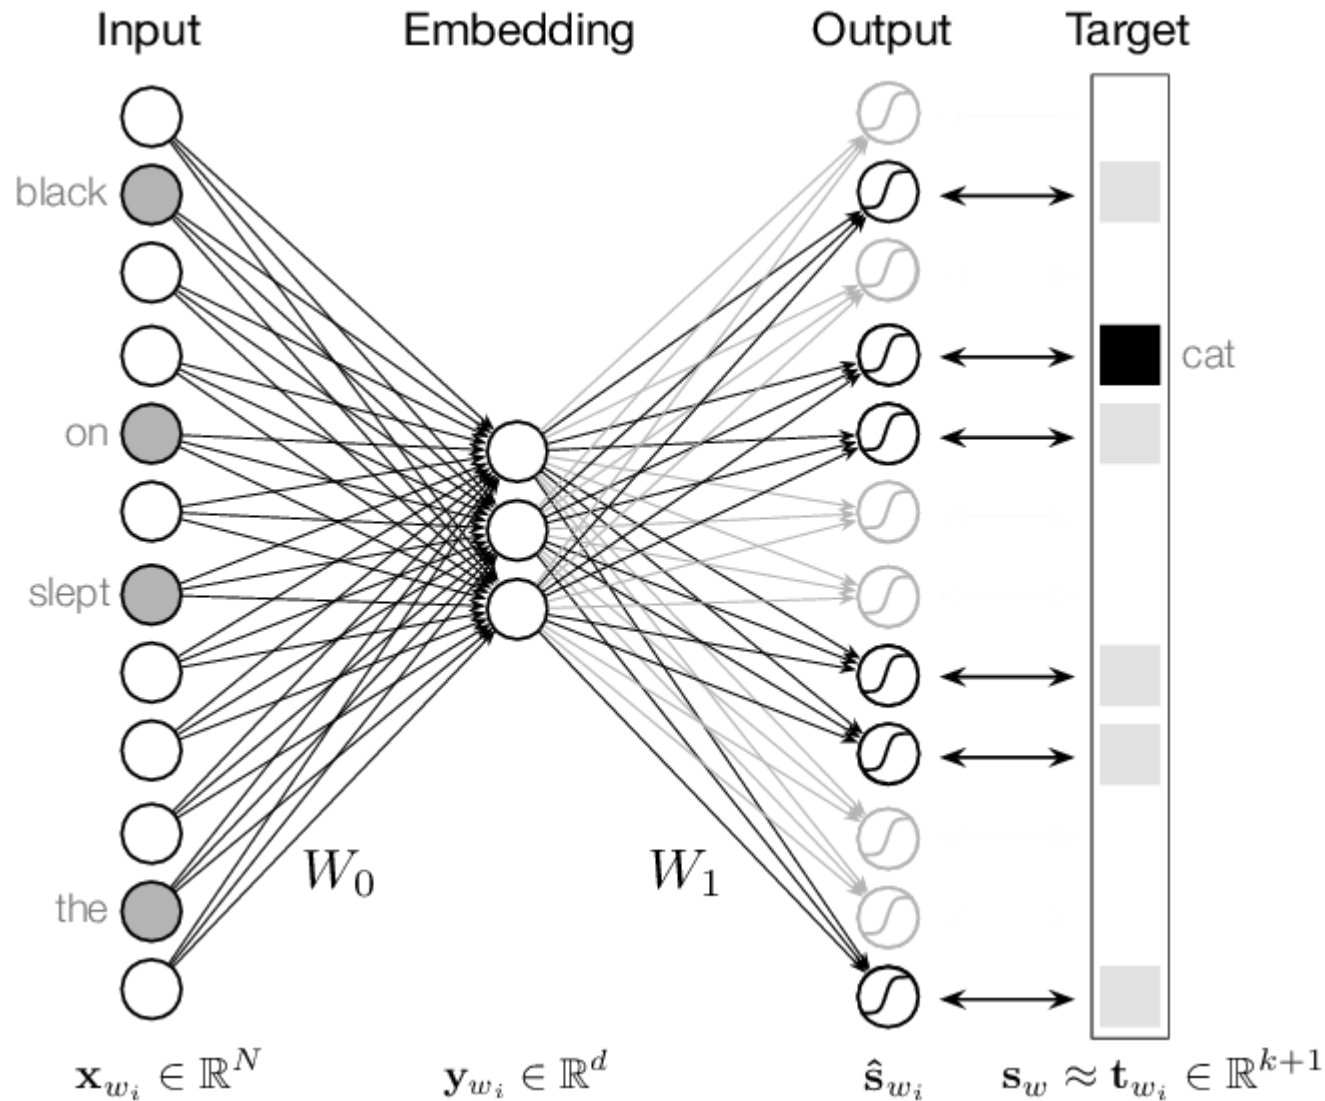 Input Embedding Output Target
black
cat
on
slept
the
W₀ W₁
𝐱_{w_i} ∈ ℝ^N 𝐲_{w_i} ∈ ℝ^d ŝ_{w_i} 𝐬_w ≈ 𝐭_{w_i} ∈ ℝ^{k+1}